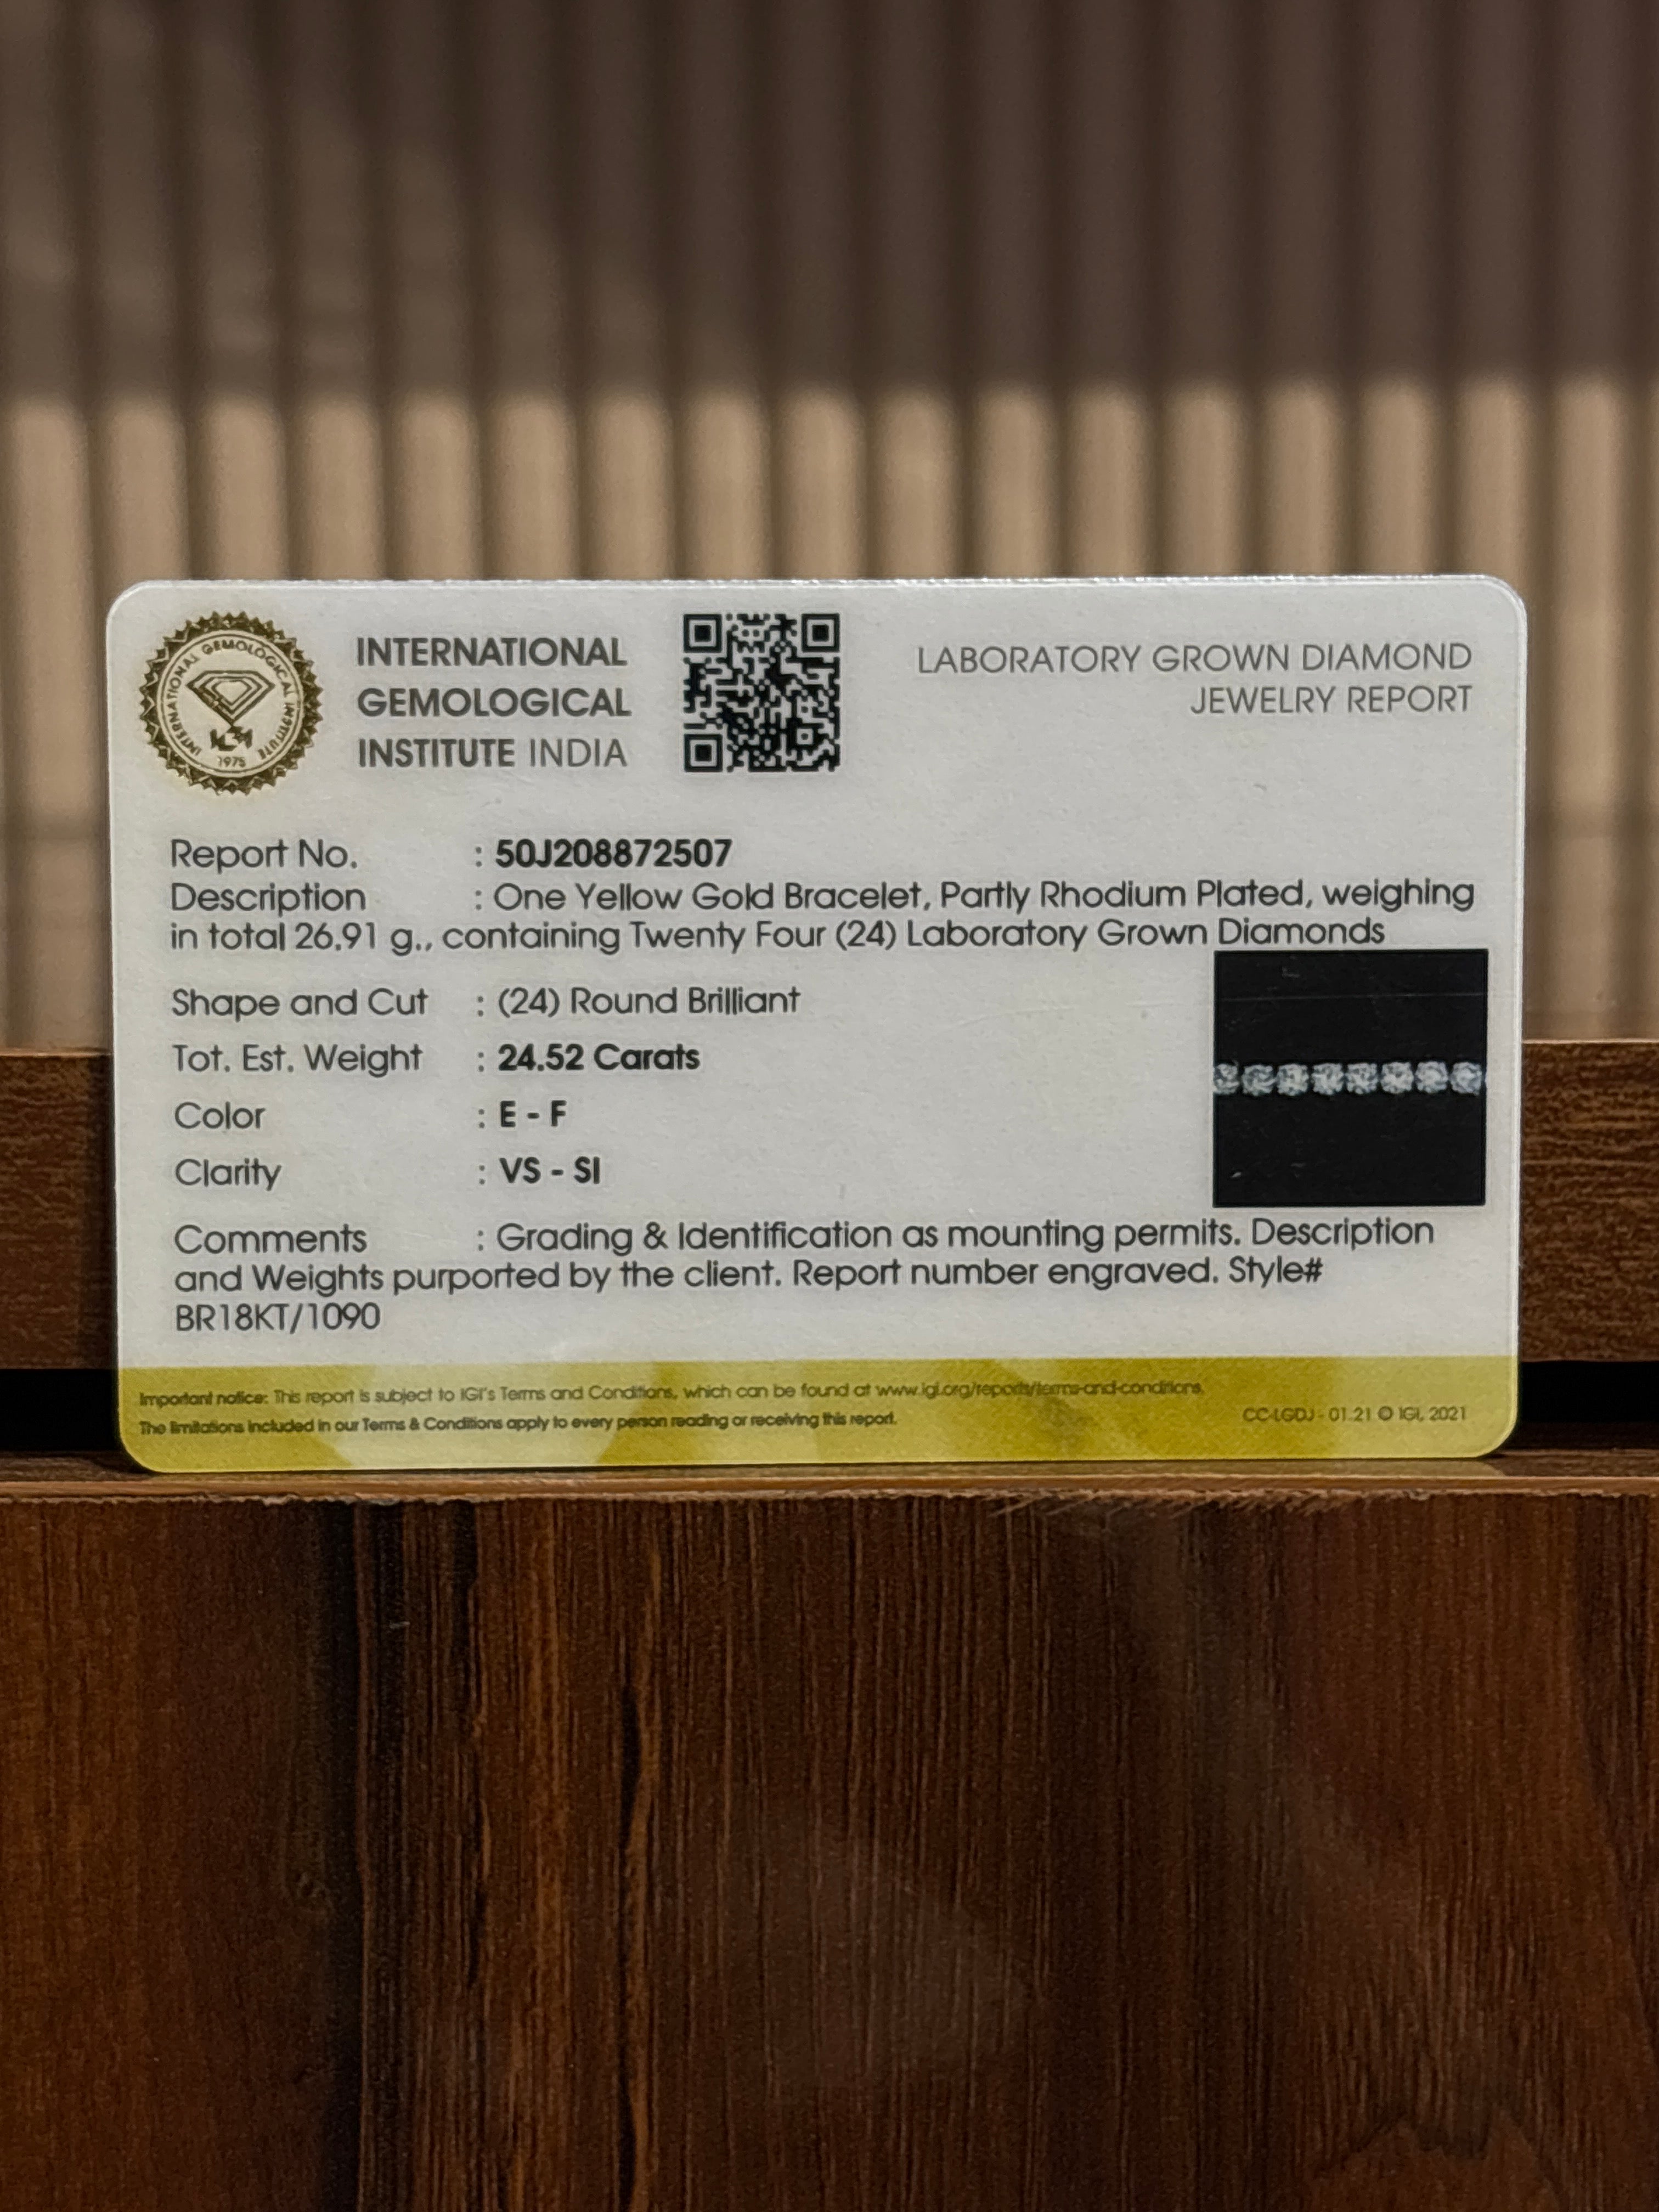 INTERNATIONAL GEMOLOGICAL INSTITUTE
1975
INTERNATIONAL
GEMOLOGICAL
INSTITUTE INDIA
LABORATORY GROWN DIAMOND
JEWELRY REPORT
Report No. : 50J208872507
Description : One Yellow Gold Bracelet, Partly Rhodium Plated, weighing
in total 26.91 g., containing Twenty Four (24) Laboratory Grown Diamonds
Shape and Cut : (24) Round Brilliant
Tot. Est. Weight : 24.52 Carats
Color : E - F
Clarity : VS - SI
Comments : Grading & Identification as mounting permits. Description
and Weights purported by the client. Report number engraved. Style#
BR18KT/1090
Important notice: This report is subject to IGI's Terms and Conditions, which can be found at www.igi.org/reports/terms-and-conditions.
The limitations included in our Terms & Conditions apply to every person reading or receiving this report.
CC-LGDJ - 01.21 © IGI, 2021